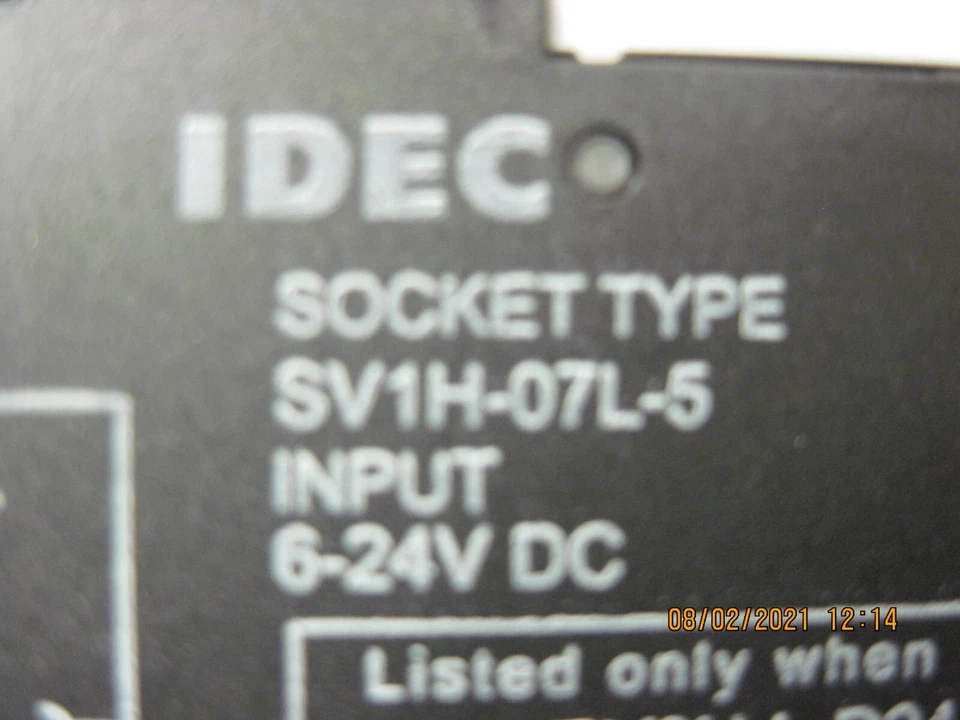 IDEC
SOCKET TYPE
SV1H-07L-5
INPUT
6-24V DC
08/02/2021 12:14
Listed only when